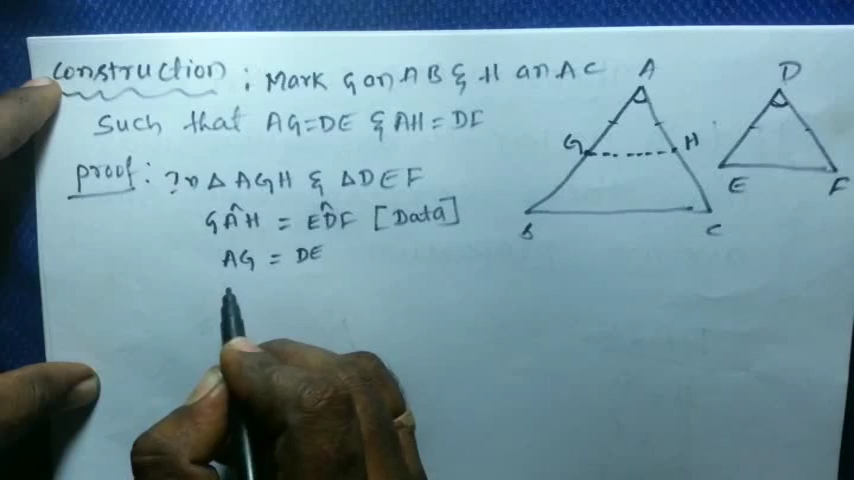 Construction : Mark G on AB & H on AC
Such that AG=DE & AH=DF
proof : In △AGH & △DEF
GÂH = ED̂F [Data]
AG = DE
A
G
H
B
C
D
E
F